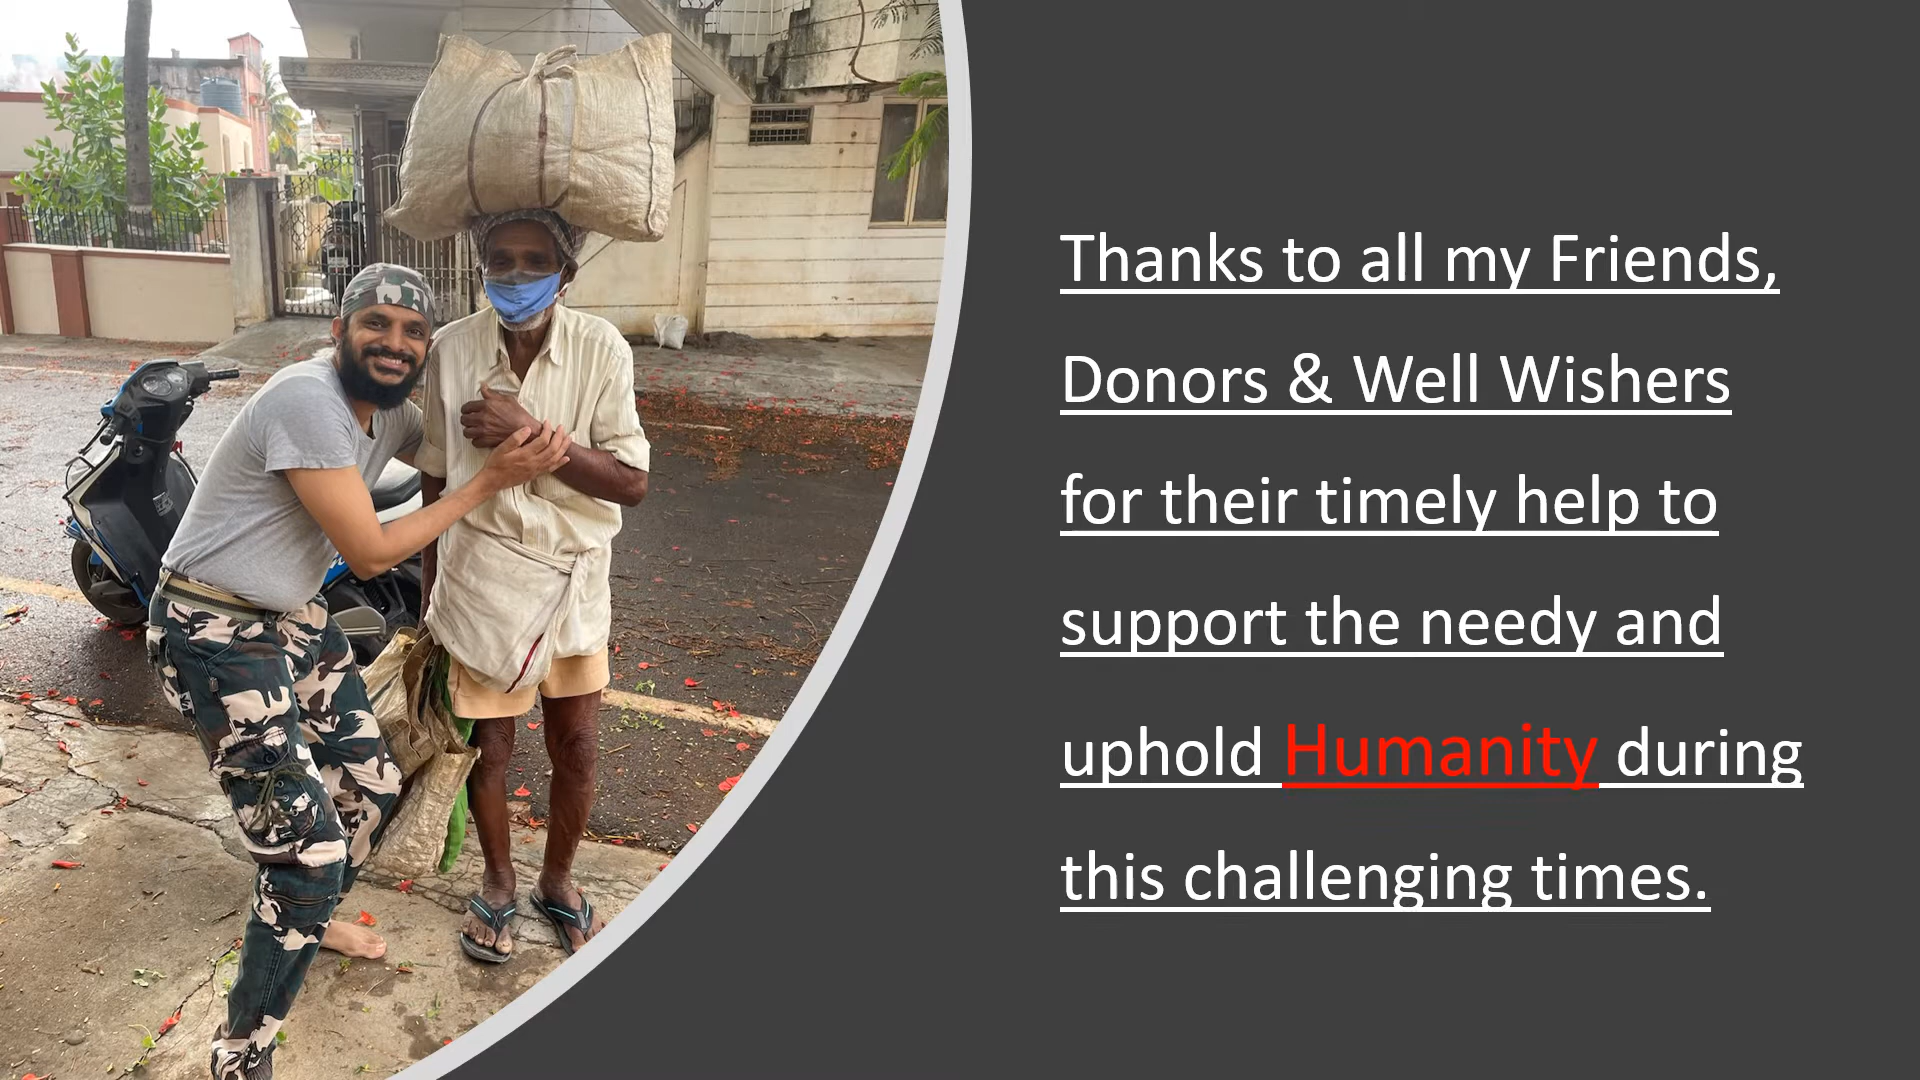 Thanks to all my Friends,
Donors & Well Wishers
for their timely help to
support the needy and
uphold Humanity during
this challenging times.